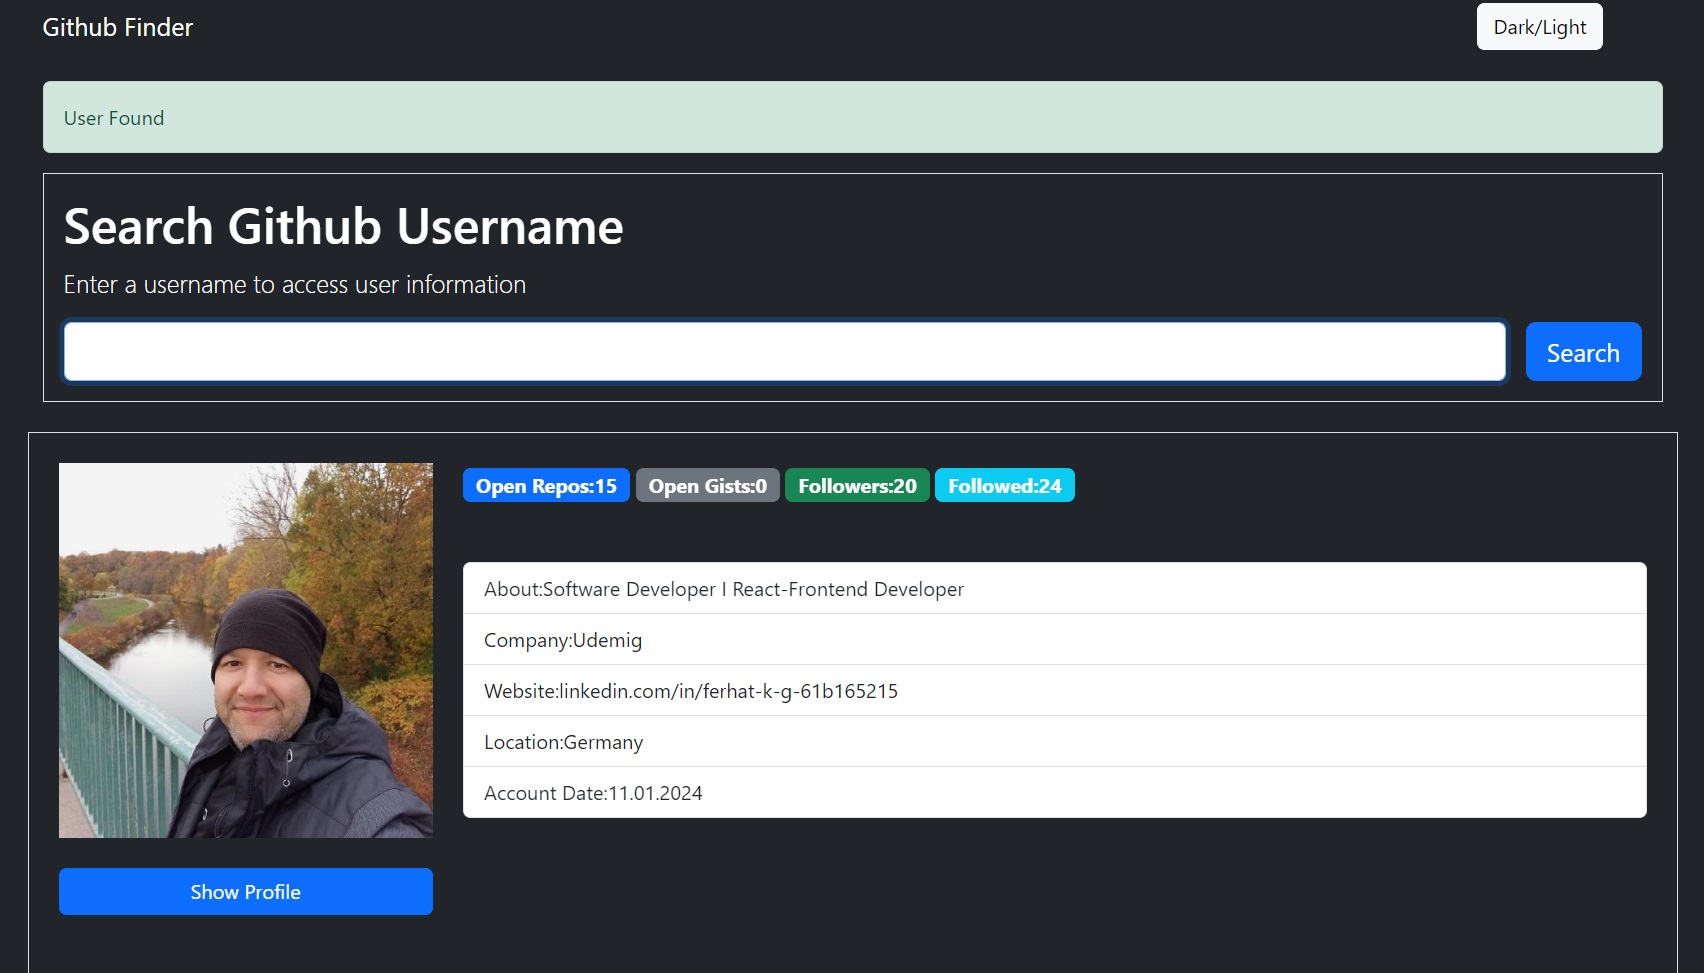 Github Finder
Dark/Light
User Found
Search Github Username
Enter a username to access user information
Search
Open Repos:15 Open Gists:0 Followers:20 Followed:24
About:Software Developer I React-Frontend Developer
Company:Udemig
Website:linkedin.com/in/ferhat-k-g-61b165215
Location:Germany
Account Date:11.01.2024
Show Profile